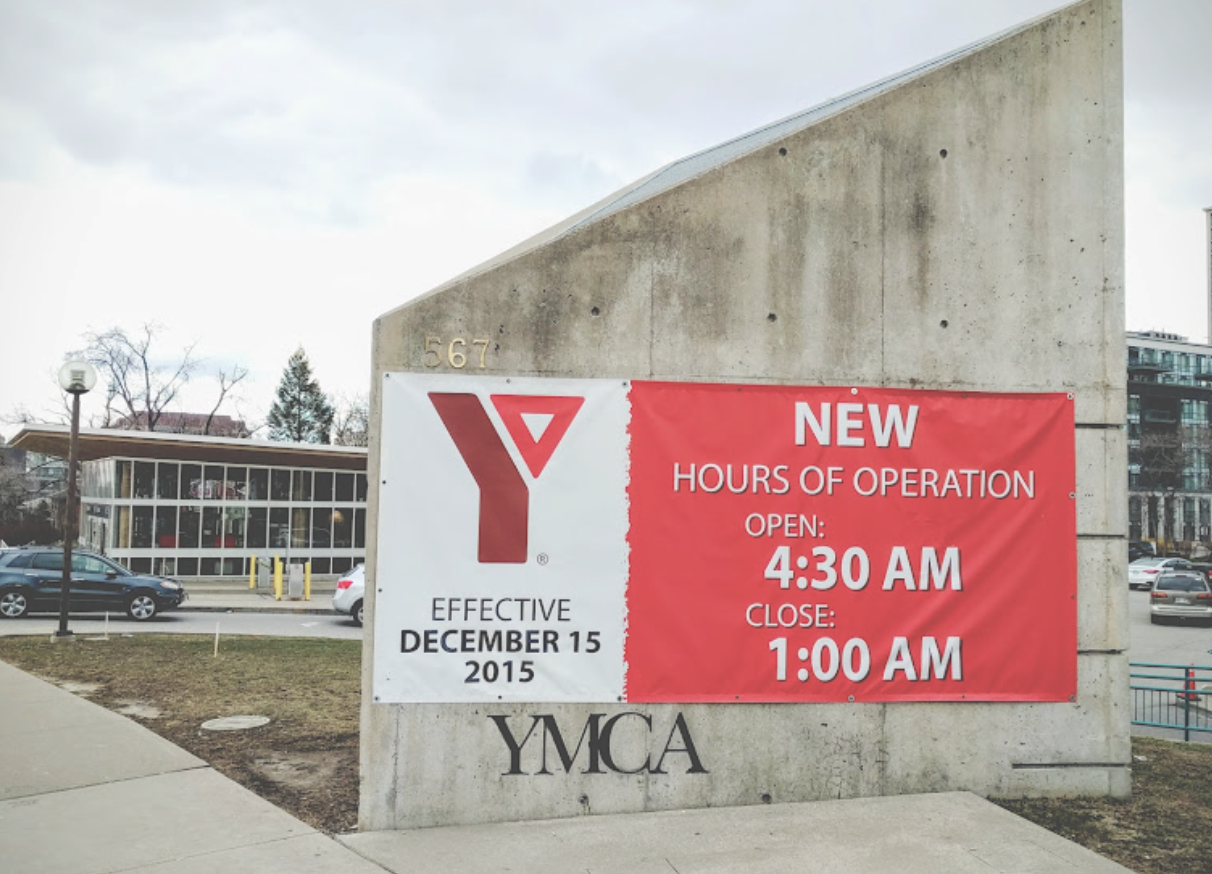 567
Y®
EFFECTIVE
DECEMBER 15
2015
NEW
HOURS OF OPERATION
OPEN:
4:30 AM
CLOSE:
1:00 AM
YMCA